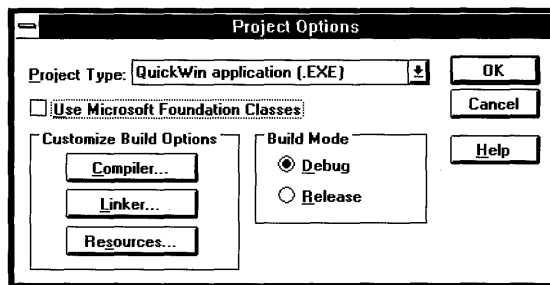 Project Options
Project Type: QuickWin application (.EXE)
OK
Use Microsoft Foundation Classes
Cancel
Customize Build Options
Build Mode
Help
Compiler...
Debug
Linker...
Release
Resources...